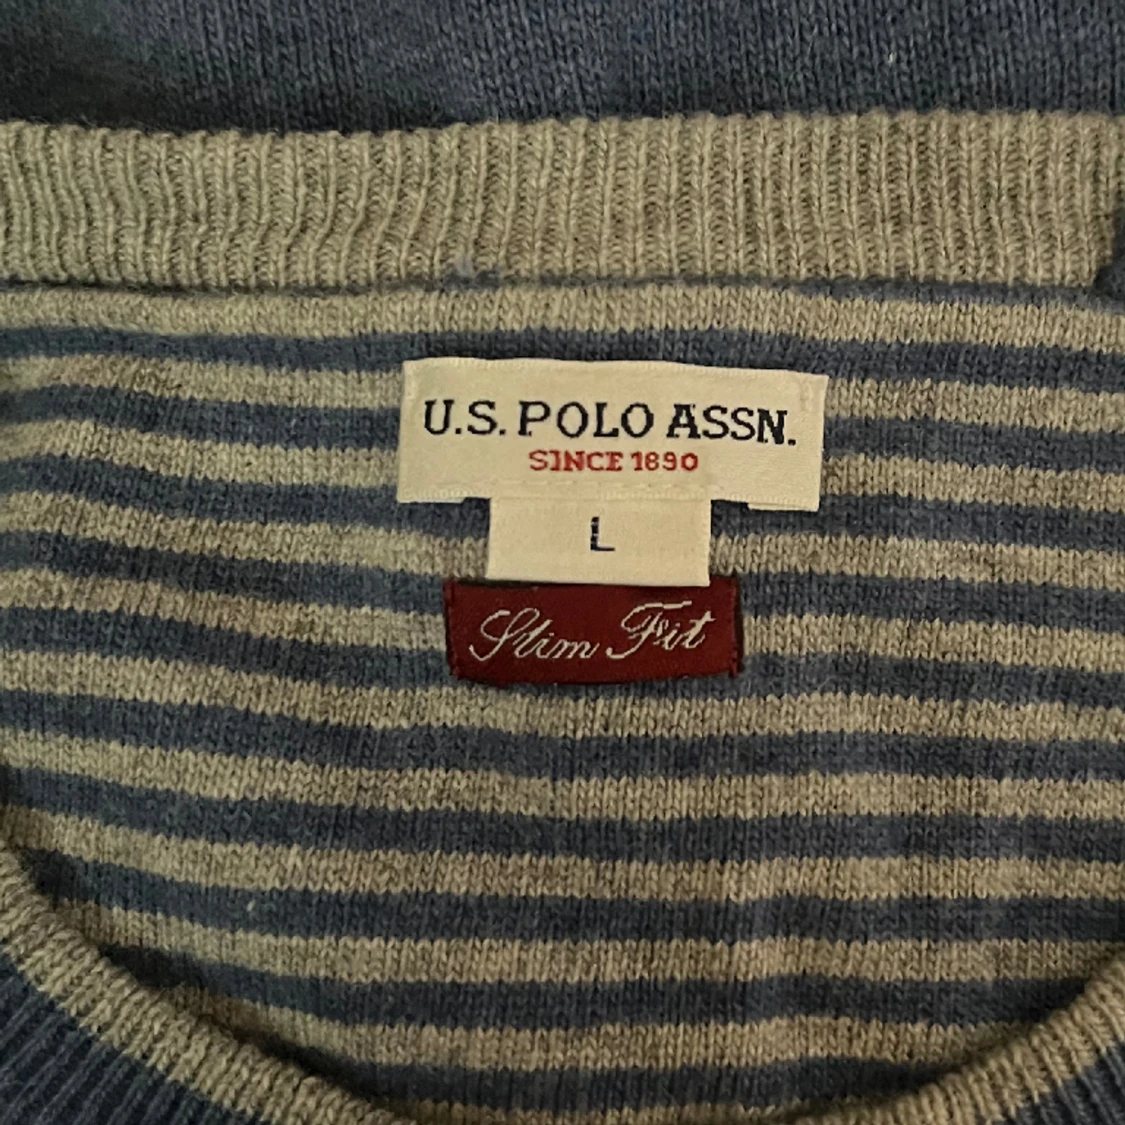 U.S. POLO ASSN.
SINCE 1890
L
Slim Fit